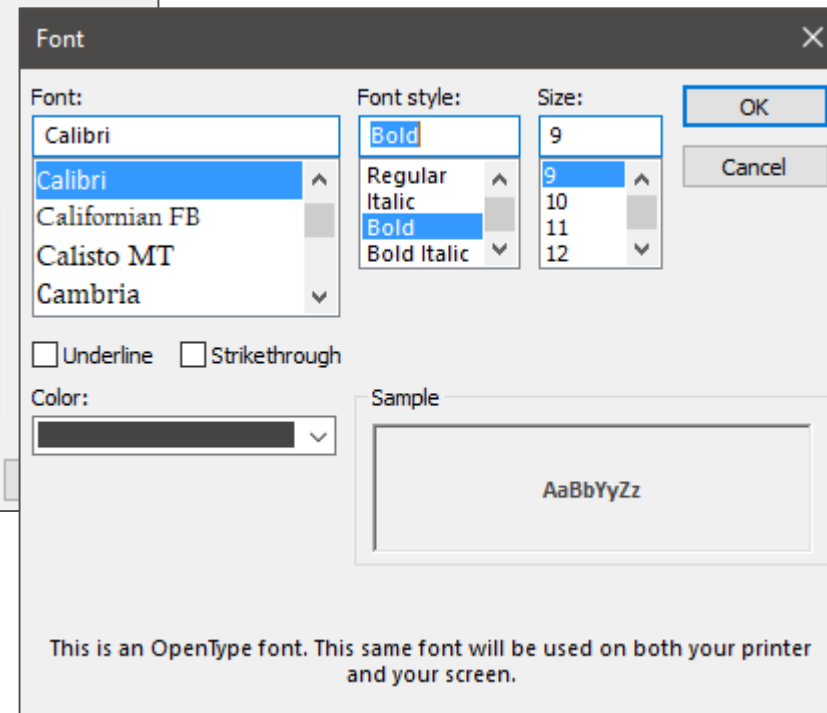 Font
Font: Font style: Size:
Calibri Bold 9 OK
Calibri Regular 9 Cancel
Californian FB Italic 10
Calisto MT Bold 11
Cambria Bold Italic 12
Underline Strikethrough
Color: Sample
AaBbYyZz
This is an OpenType font. This same font will be used on both your printer
and your screen.